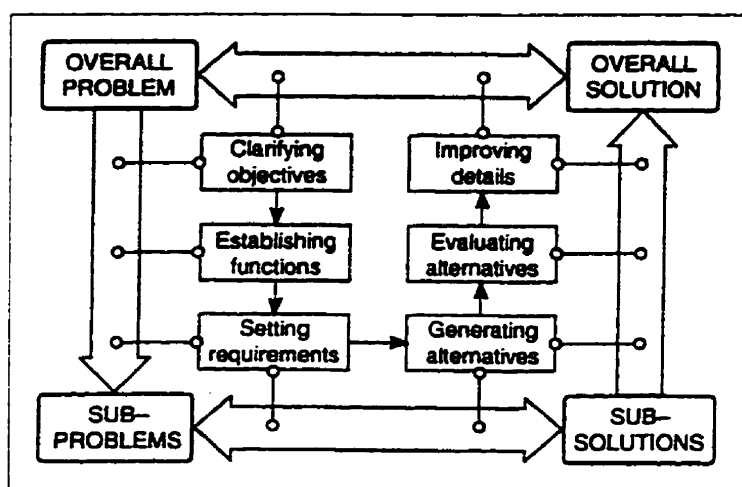 OVERALL
PROBLEM
OVERALL
SOLUTION
Clarifying
objectives
Improving
details
Establishing
functions
Evaluating
alternatives
Setting
requirements
Generating
alternatives
SUB-
PROBLEMS
SUB-
SOLUTIONS